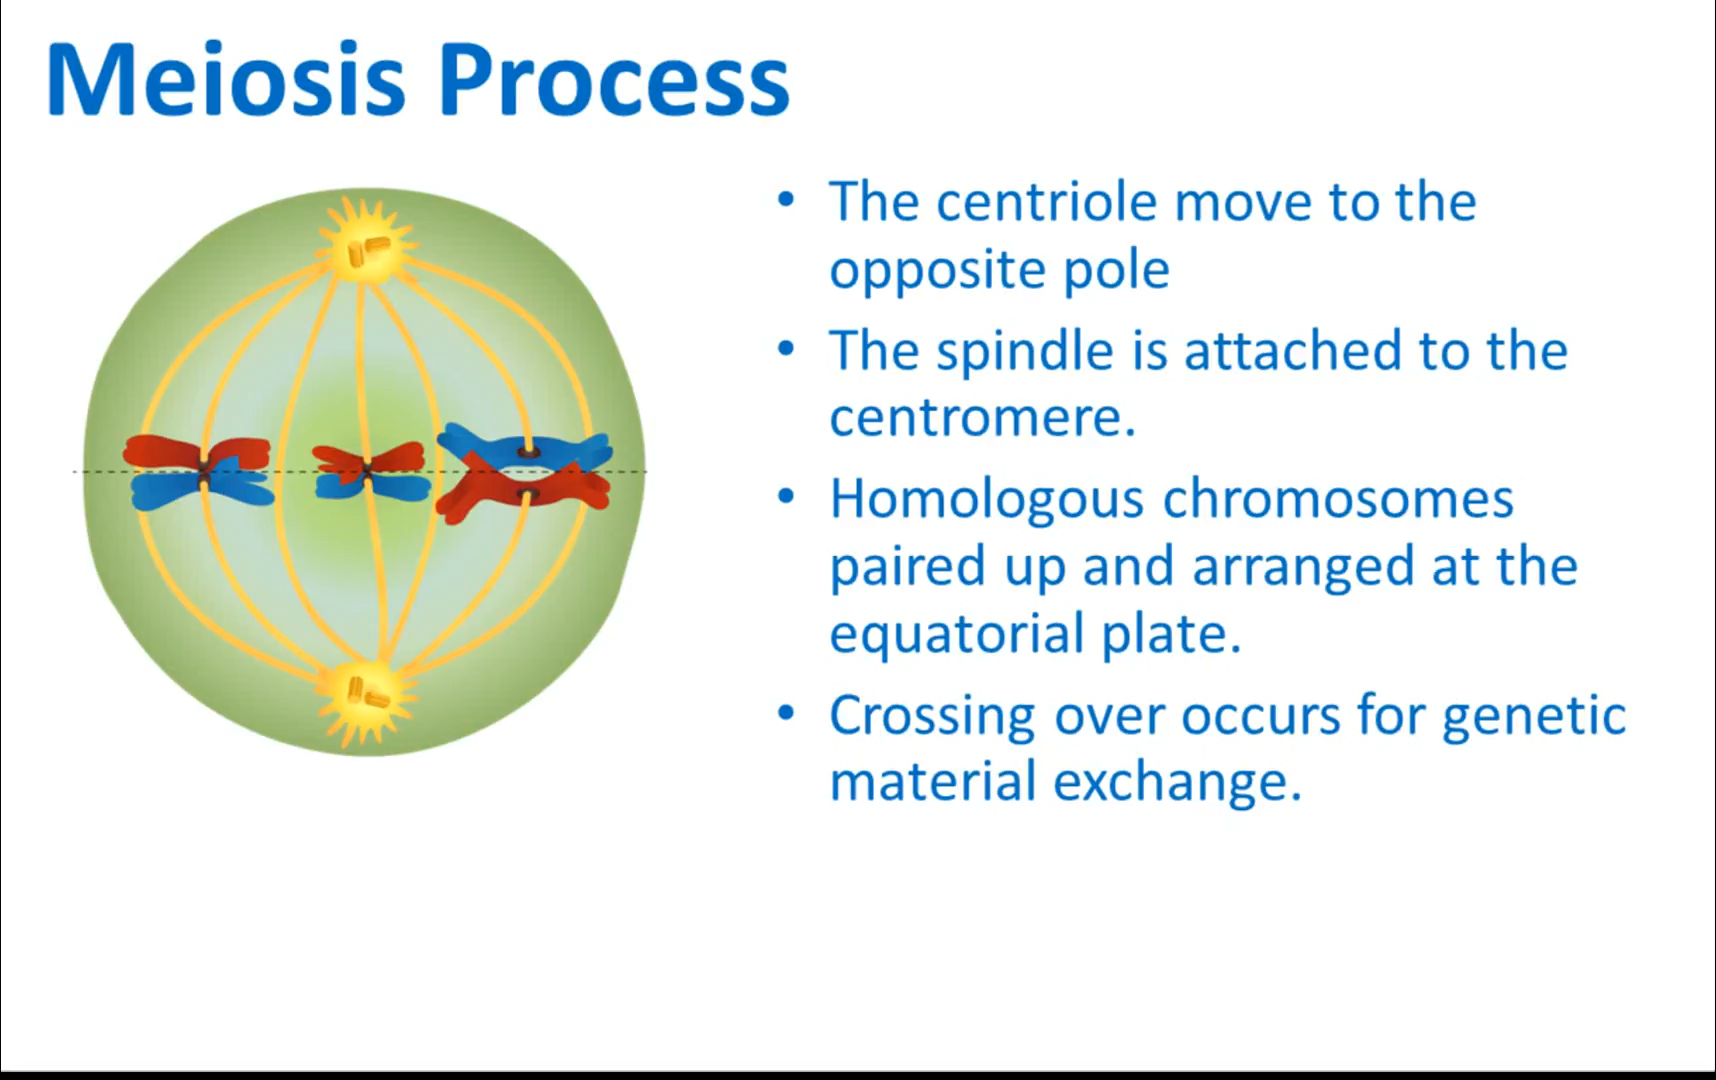 Meiosis Process
• The centriole move to the
opposite pole
• The spindle is attached to the
centromere.
• Homologous chromosomes
paired up and arranged at the
equatorial plate.
• Crossing over occurs for genetic
material exchange.